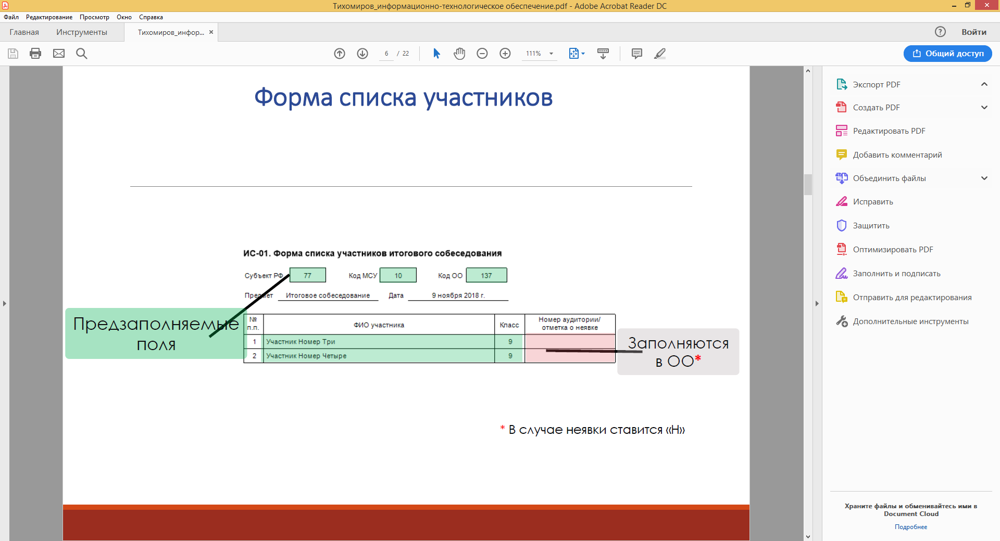 Тихомиров_информационно-технологическое обеспечение.pdf - Adobe Acrobat Reader DC
Файл Редактирование Просмотр Окно Справка
Главная Инструменты Тихомиров_инфор... × ? Войти
6 / 22 111% Общий доступ
Форма списка участников
ИС-01. Форма списка участников итогового собеседования
Субъект РФ 77 Код МСУ 10 Код ОО 137
Предмет Итоговое собеседование Дата 9 ноября 2018 г.
Предзаполняемые
поля
№
п.п.
ФИО участника
Класс
Номер аудитории/
отметка о неявке
1 Участник Номер Три 9
2 Участник Номер Четыре 9
Заполняются
в ОО*
* В случае неявки ставится «Н»
Экспорт PDF
Создать PDF
Редактировать PDF
Добавить комментарий
Объединить файлы
Исправить
Защитить
Оптимизировать PDF
Заполнить и подписать
Отправить для редактирования
Дополнительные инструменты
Храните файлы и обменивайтесь ими в
Document Cloud
Подробнее